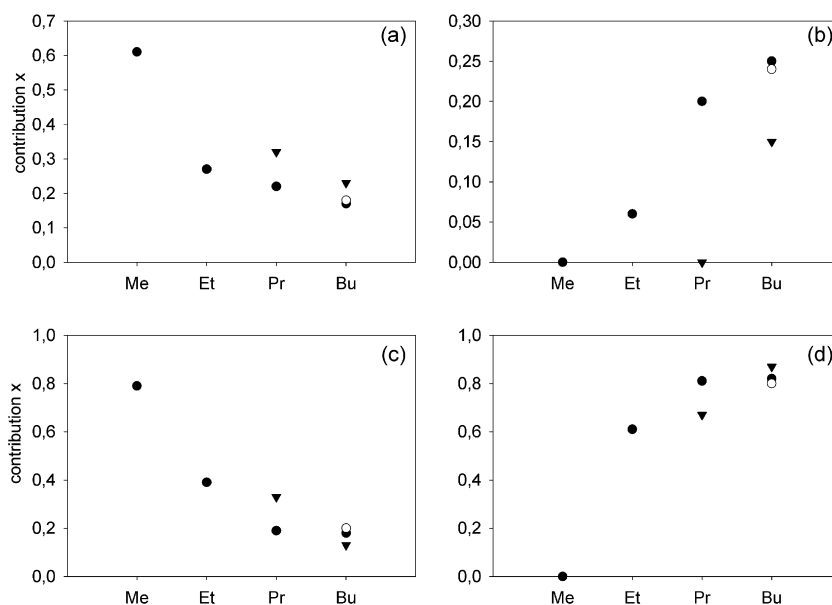 (a)
contribution x
0,7
0,6
0,5
0,4
0,3
0,2
0,1
0,0
Me Et Pr Bu
(b)
0,30
0,25
0,20
0,15
0,10
0,05
0,00
Me Et Pr Bu
(c)
contribution x
1,0
0,8
0,6
0,4
0,2
0,0
Me Et Pr Bu
(d)
1,0
0,8
0,6
0,4
0,2
0,0
Me Et Pr Bu